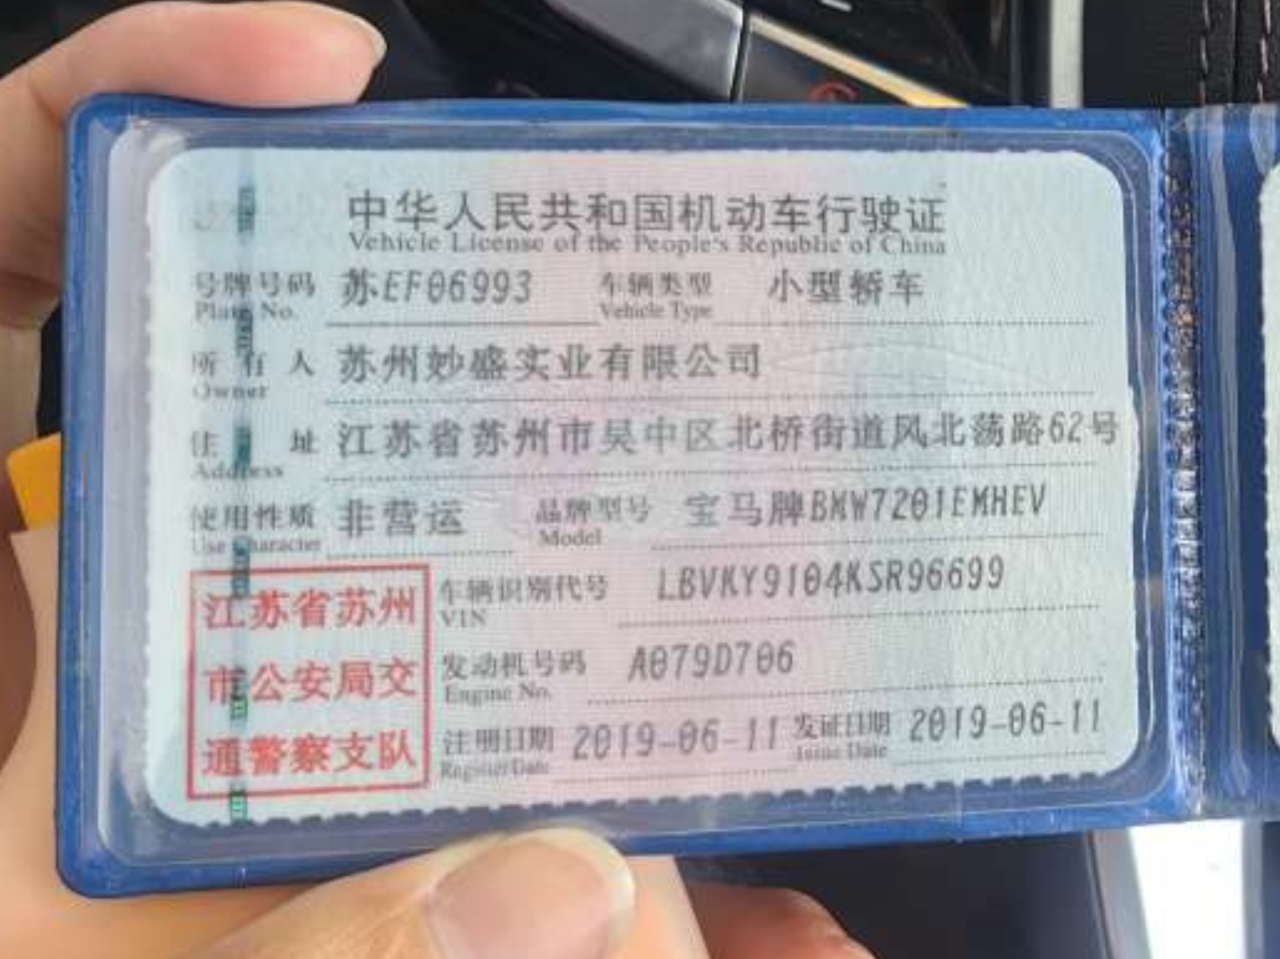 中华人民共和国机动车行驶证
Vehicle License of the People's Republic of China
号牌号码 苏EF06993 车辆类型 小型轿车
Plate No. Vehicle Type
所有人 苏州妙盛实业有限公司
Owner
住址 江苏省苏州市吴中区北桥街道风北荡路62号
Address
使用性质 非营运 品牌型号 宝马牌BMW7201EMHEV
Use Character Model
江苏省苏州
市公安局交
通警察支队
车辆识别代号 LBVKY9104KSR96699
VIN
发动机号码 A079D706
Engine No.
注册日期 2019-06-11 发证日期 2019-06-11
Register Date Issue Date